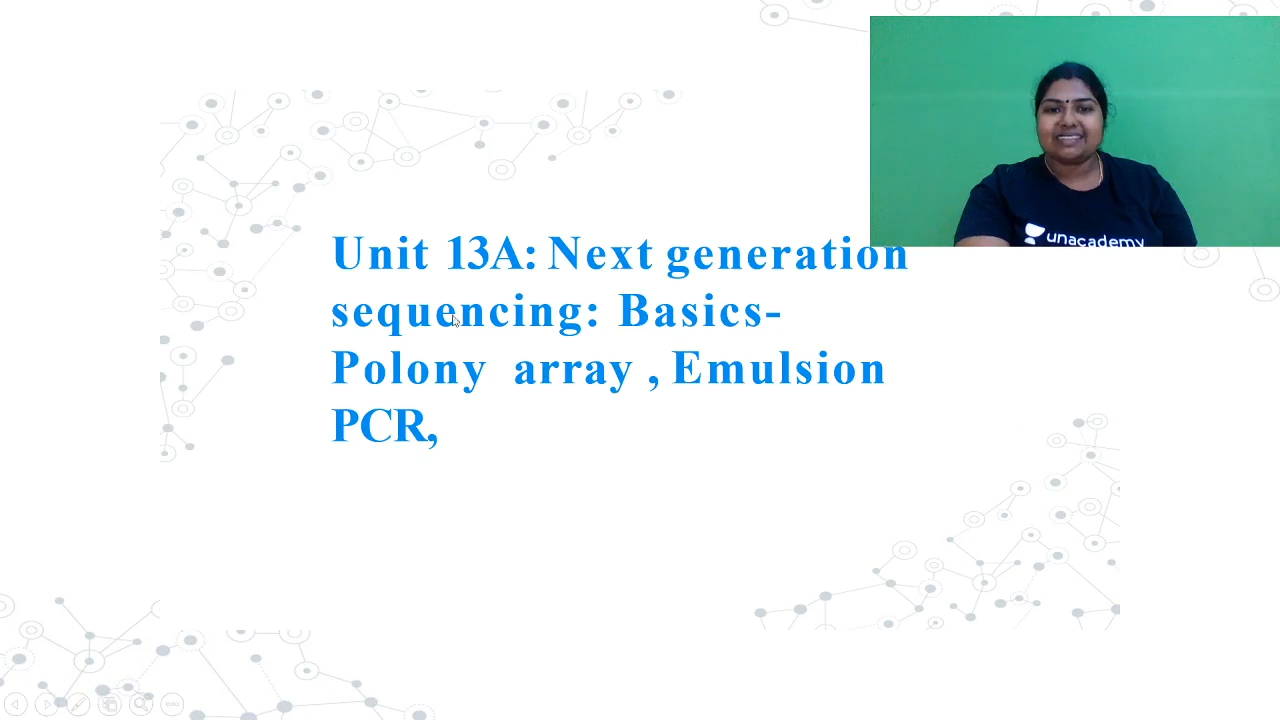 Unit 13A: Next generation
sequencing: Basics-
Polony array , Emulsion
PCR,
unacademy